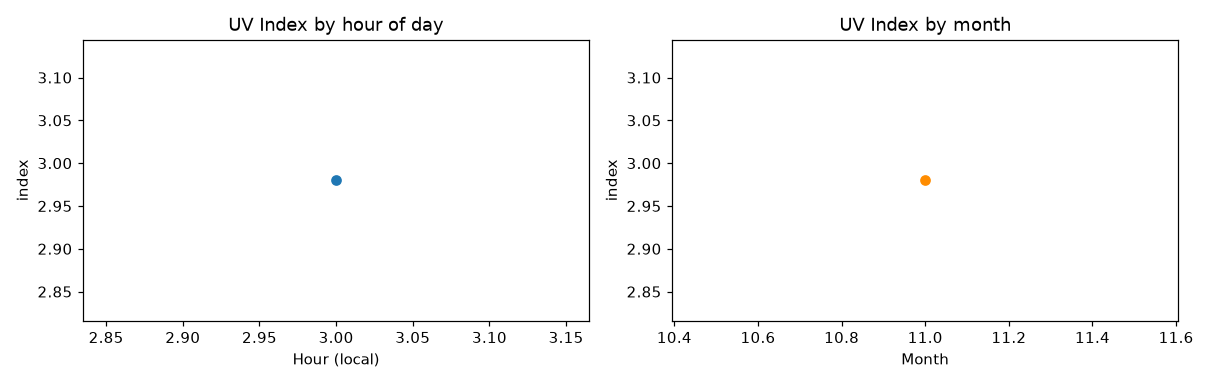 UV Index by hour of day
index
3.10
3.05
3.00
2.95
2.90
2.85
2.85 2.90 2.95 3.00 3.05 3.10 3.15
Hour (local)
UV Index by month
index
3.10
3.05
3.00
2.95
2.90
2.85
10.4 10.6 10.8 11.0 11.2 11.4 11.6
Month